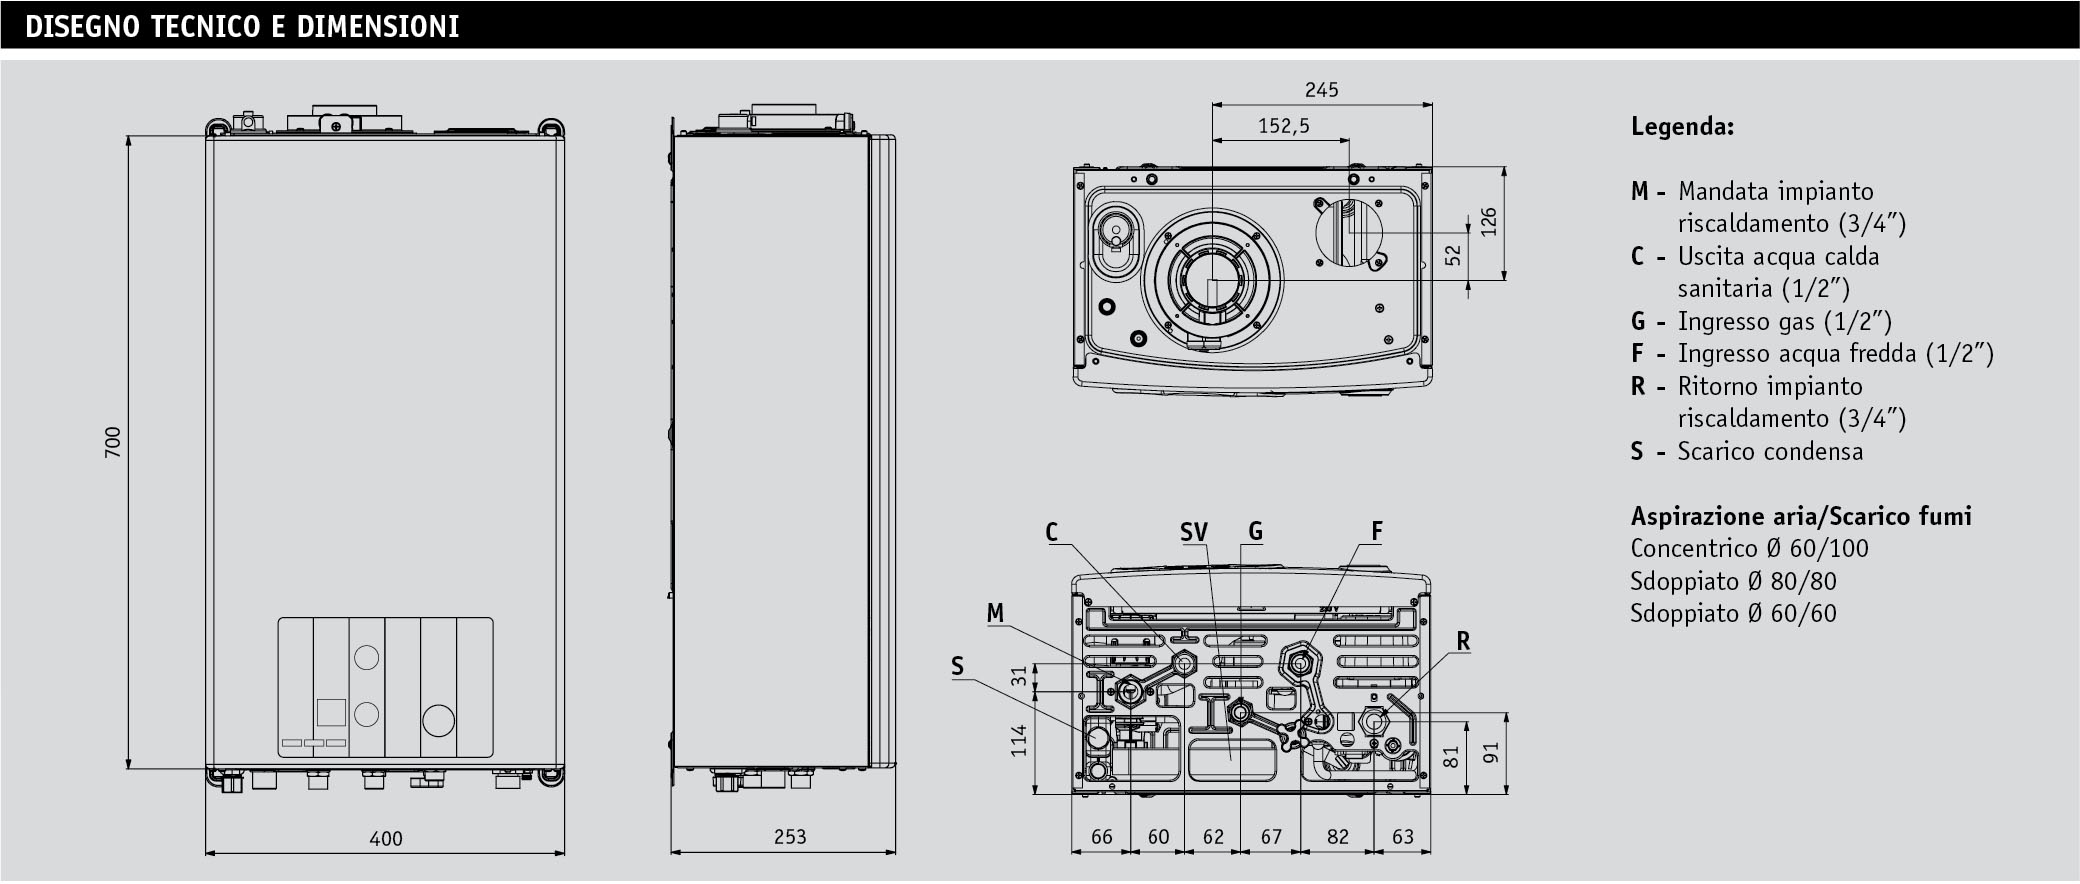 DISEGNO TECNICO E DIMENSIONI
700
400
253
245
152,5
126
52
C
SV
G
F
M
S
R
230 V
31
114
81
91
66
60
62
67
82
63
Legenda:
M - Mandata impianto
riscaldamento (3/4”)
C - Uscita acqua calda
sanitaria (1/2”)
G - Ingresso gas (1/2”)
F - Ingresso acqua fredda (1/2”)
R - Ritorno impianto
riscaldamento (3/4”)
S - Scarico condensa
Aspirazione aria/Scarico fumi
Concentrico Ø 60/100
Sdoppiato Ø 80/80
Sdoppiato Ø 60/60